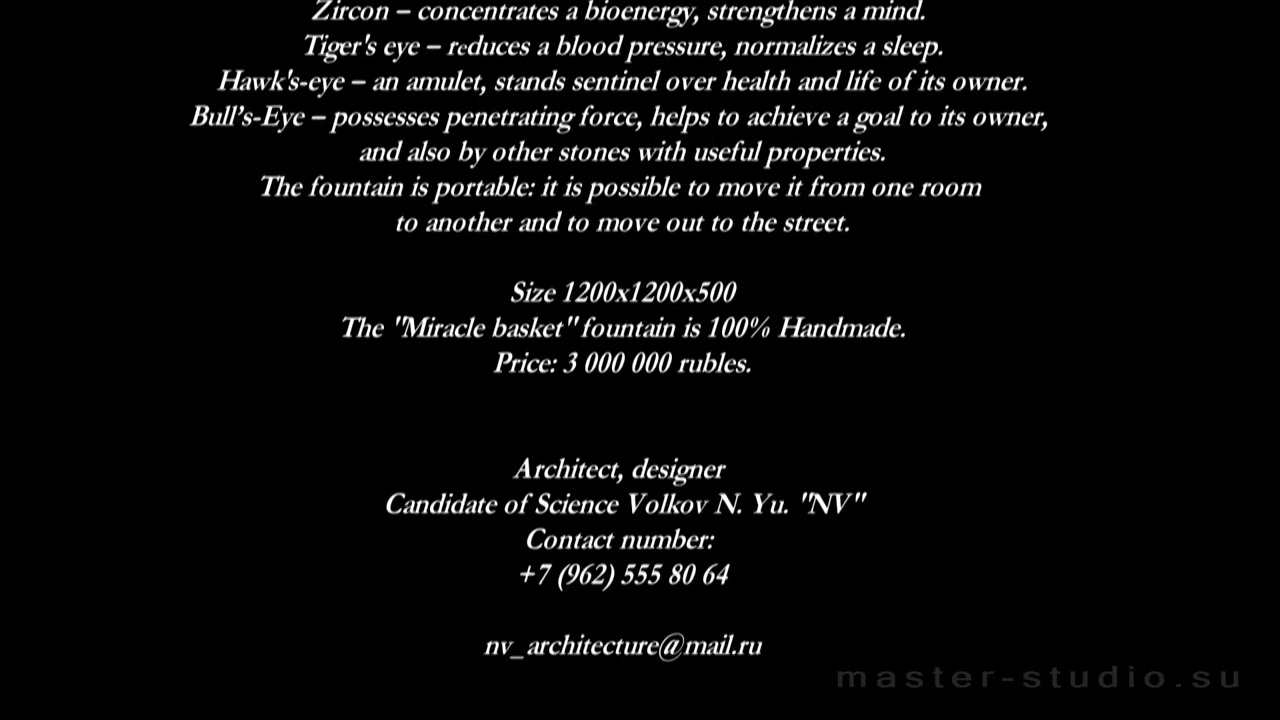 Zircon – concentrates a bioenergy, strengthens a mind.
Tiger's eye – reduces a blood pressure, normalizes a sleep.
Hawk's-eye – an amulet, stands sentinel over health and life of its owner.
Bull’s-Eye – possesses penetrating force, helps to achieve a goal to its owner,
and also by other stones with useful properties.
The fountain is portable: it is possible to move it from one room
to another and to move out to the street.
Size 1200x1200x500
The "Miracle basket" fountain is 100% Handmade.
Price: 3 000 000 rubles.
Architect, designer
Candidate of Science Volkov N. Yu. "NV"
Contact number:
+7 (962) 555 80 64
nv_architecture@mail.ru
master-studio.su